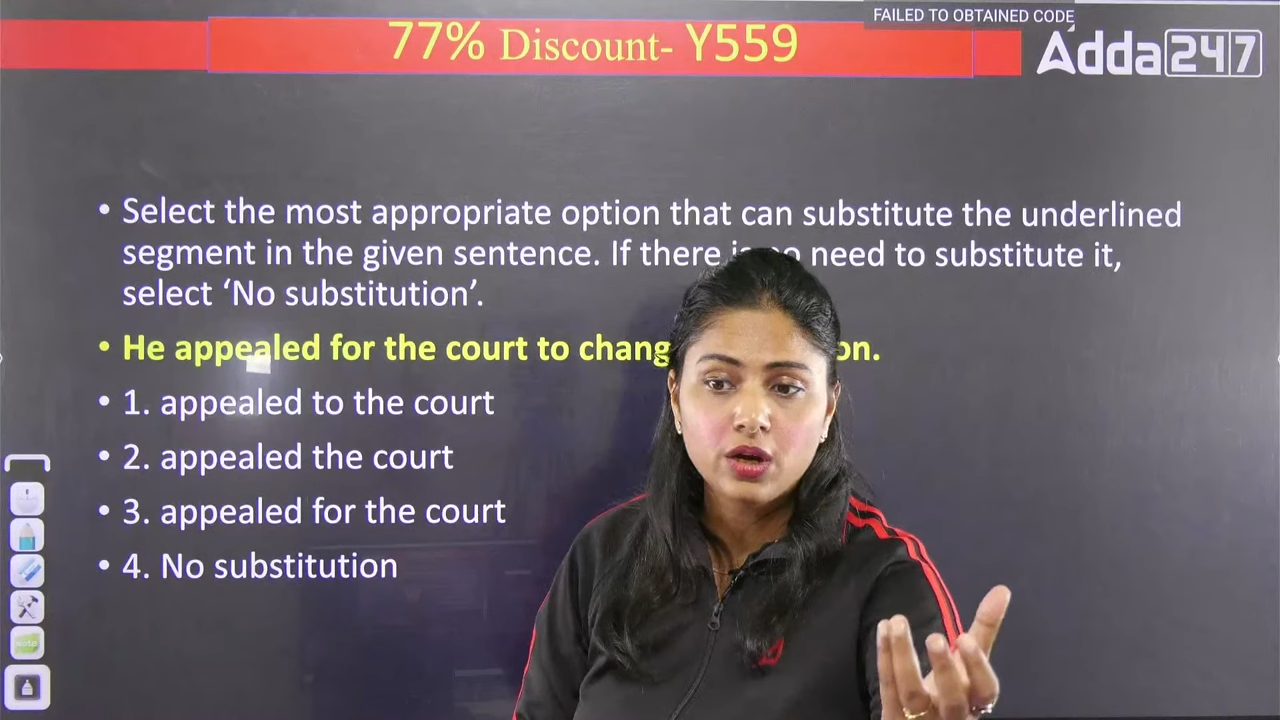 FAILED TO OBTAINED CODE
77% Discount- Y559
Adda247
• Select the most appropriate option that can substitute the underlined
segment in the given sentence. If there need to substitute it,
select ‘No substitution’.
• He appealed for the court to
• 1. appealed to the court
• 2. appealed the court
• 3. appealed for the court
• 4. No substitution